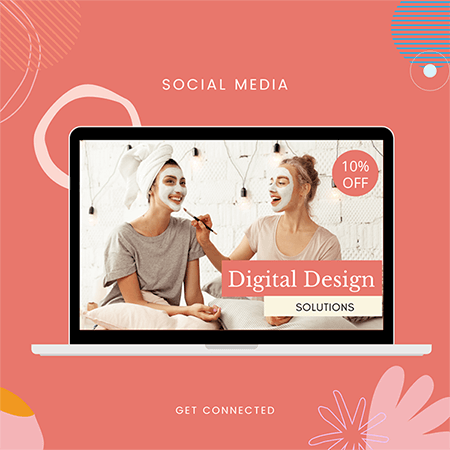 SOCIAL MEDIA
10%
OFF
Digital Design
SOLUTIONS
GET CONNECTED